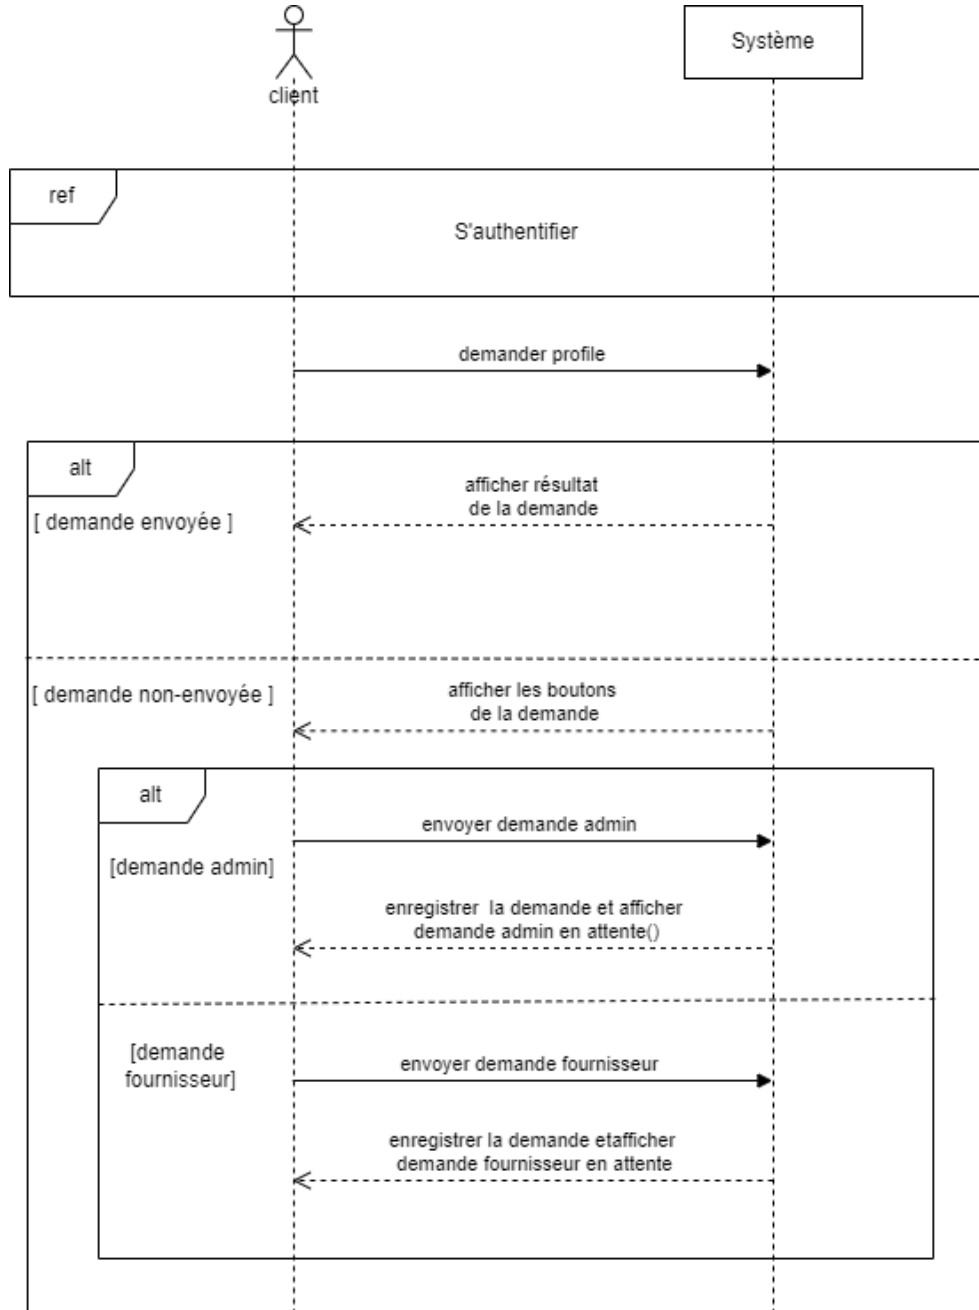 Système
client
ref
S'authentifier
demander profile
alt
afficher résultat
de la demande
[ demande envoyée ]
[ demande non-envoyée ]
afficher les boutons
de la demande
alt
envoyer demande admin
[demande admin]
enregistrer  la demande et afficher
demande admin en attente()
[demande
fournisseur]
envoyer demande fournisseur
enregistrer la demande etafficher
demande fournisseur en attente